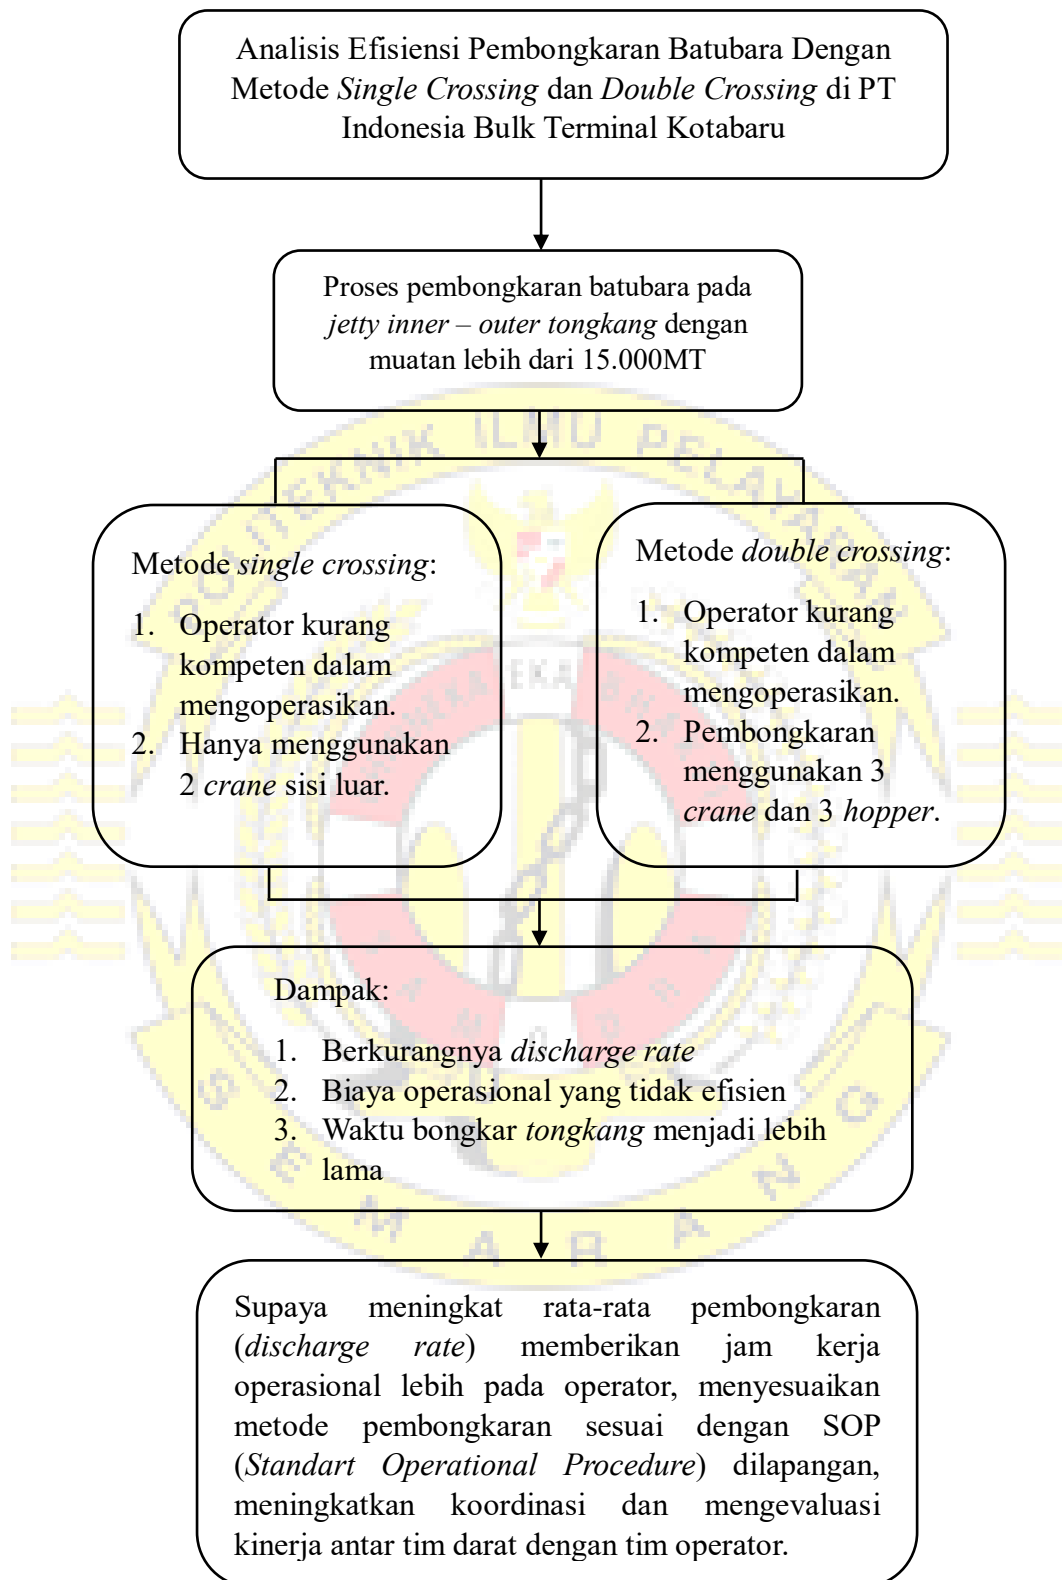 Analisis Efisiensi Pembongkaran Batubara Dengan
Metode Single Crossing dan Double Crossing di PT
Indonesia Bulk Terminal Kotabaru
Proses pembongkaran batubara pada
jetty inner – outer tongkang dengan
muatan lebih dari 15.000MT
POLITEKNIK ILMU PELAYARAN
Metode single crossing:
1. Operator kurang
kompeten dalam
mengoperasikan.
2. Hanya menggunakan
2 crane sisi luar.
Metode double crossing:
1. Operator kurang
kompeten dalam
mengoperasikan.
2. Pembongkaran
menggunakan 3
crane dan 3 hopper.
Dampak:
1. Berkurangnya discharge rate
2. Biaya operasional yang tidak efisien
3. Waktu bongkar tongkang menjadi lebih
lama
SEMARANG
Supaya meningkat rata-rata pembongkaran
(discharge rate) memberikan jam kerja
operasional lebih pada operator, menyesuaikan
metode pembongkaran sesuai dengan SOP
(Standart Operational Procedure) dilapangan,
meningkatkan koordinasi dan mengevaluasi
kinerja antar tim darat dengan tim operator.